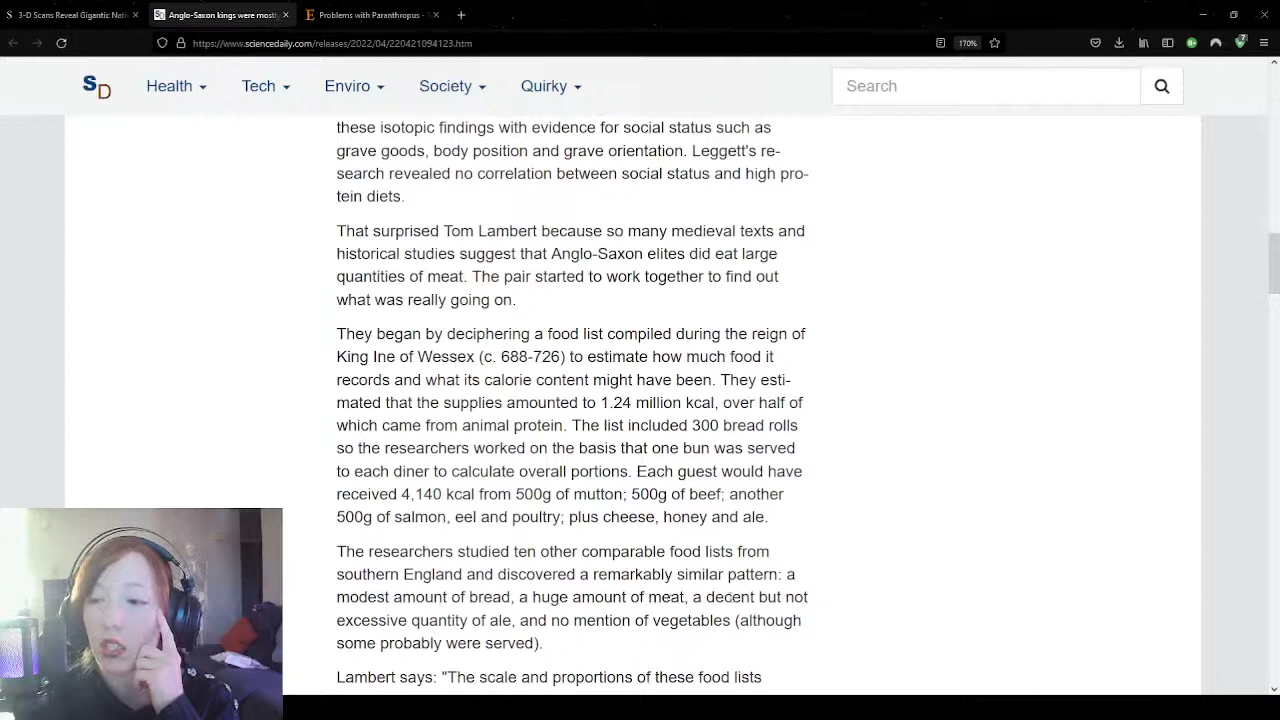 3-D Scans Reveal Gigantic Nati
Anglo-Saxon kings were mostly
Problems with Paranthropus - S
https://www.sciencedaily.com/releases/2022/04/220421094123.htm
170%
7
SD
Health
Tech
Enviro
Society
Quirky
Search
these isotopic findings with evidence for social status such as
grave goods, body position and grave orientation. Leggett's re-
search revealed no correlation between social status and high pro-
tein diets.
That surprised Tom Lambert because so many medieval texts and
historical studies suggest that Anglo-Saxon elites did eat large
quantities of meat. The pair started to work together to find out
what was really going on.
They began by deciphering a food list compiled during the reign of
King Ine of Wessex (c. 688-726) to estimate how much food it
records and what its calorie content might have been. They esti-
mated that the supplies amounted to 1.24 million kcal, over half of
which came from animal protein. The list included 300 bread rolls
so the researchers worked on the basis that one bun was served
to each diner to calculate overall portions. Each guest would have
received 4,140 kcal from 500g of mutton; 500g of beef; another
500g of salmon, eel and poultry; plus cheese, honey and ale.
The researchers studied ten other comparable food lists from
southern England and discovered a remarkably similar pattern: a
modest amount of bread, a huge amount of meat, a decent but not
excessive quantity of ale, and no mention of vegetables (although
some probably were served).
Lambert says: "The scale and proportions of these food lists